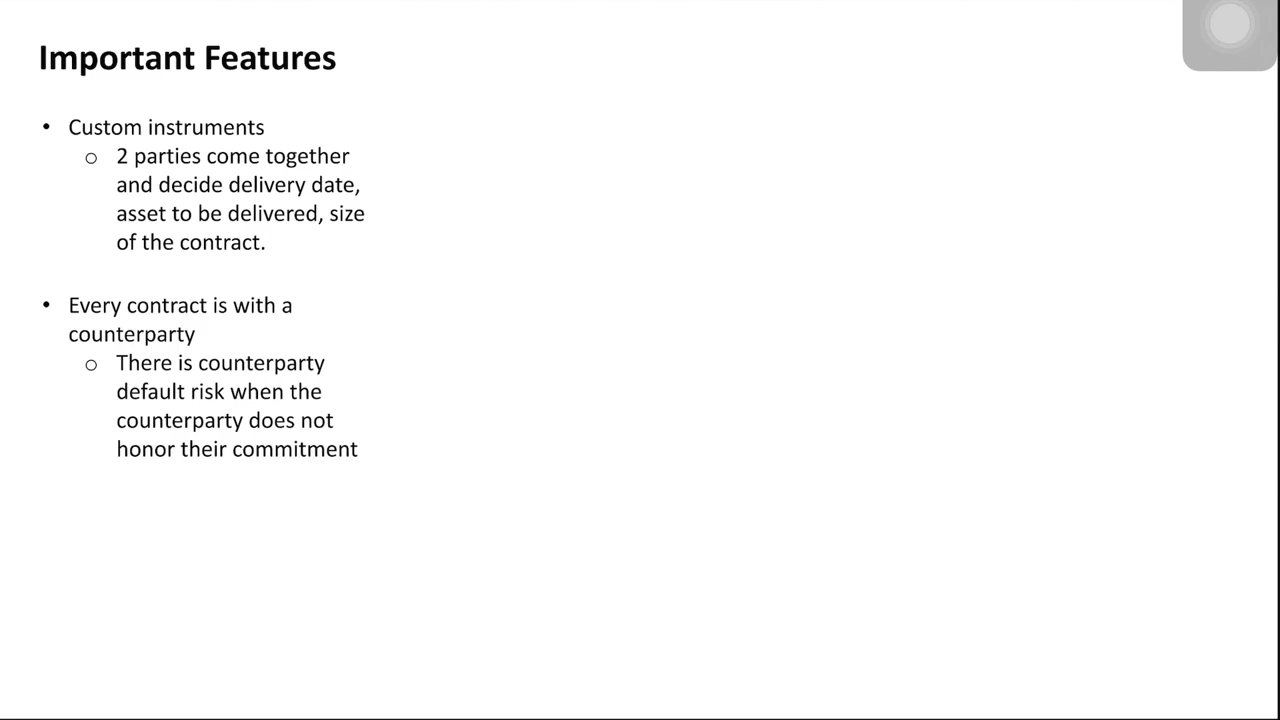 Important Features
• Custom instruments
o 2 parties come together
and decide delivery date,
asset to be delivered, size
of the contract.
• Every contract is with a
counterparty
o There is counterparty
default risk when the
counterparty does not
honor their commitment